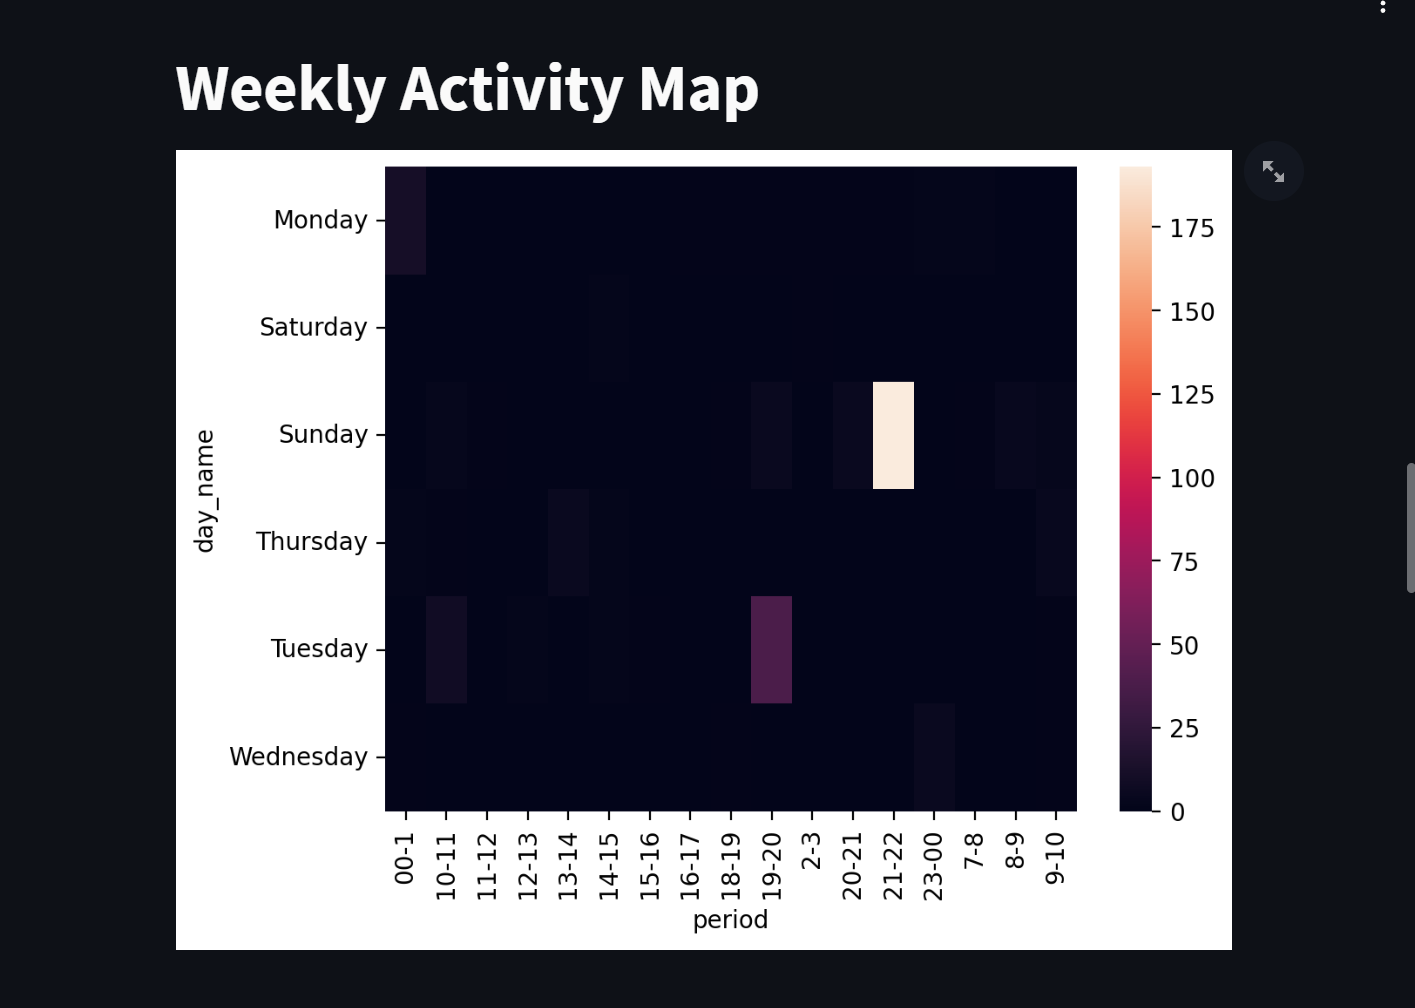 Weekly Activity Map
Monday
Saturday
Sunday
Thursday
Tuesday
Wednesday
day_name
00-1
10-11
11-12
12-13
13-14
14-15
15-16
16-17
18-19
19-20
2-3
20-21
21-22
23-00
7-8
8-9
9-10
period
175
150
125
100
75
50
25
0